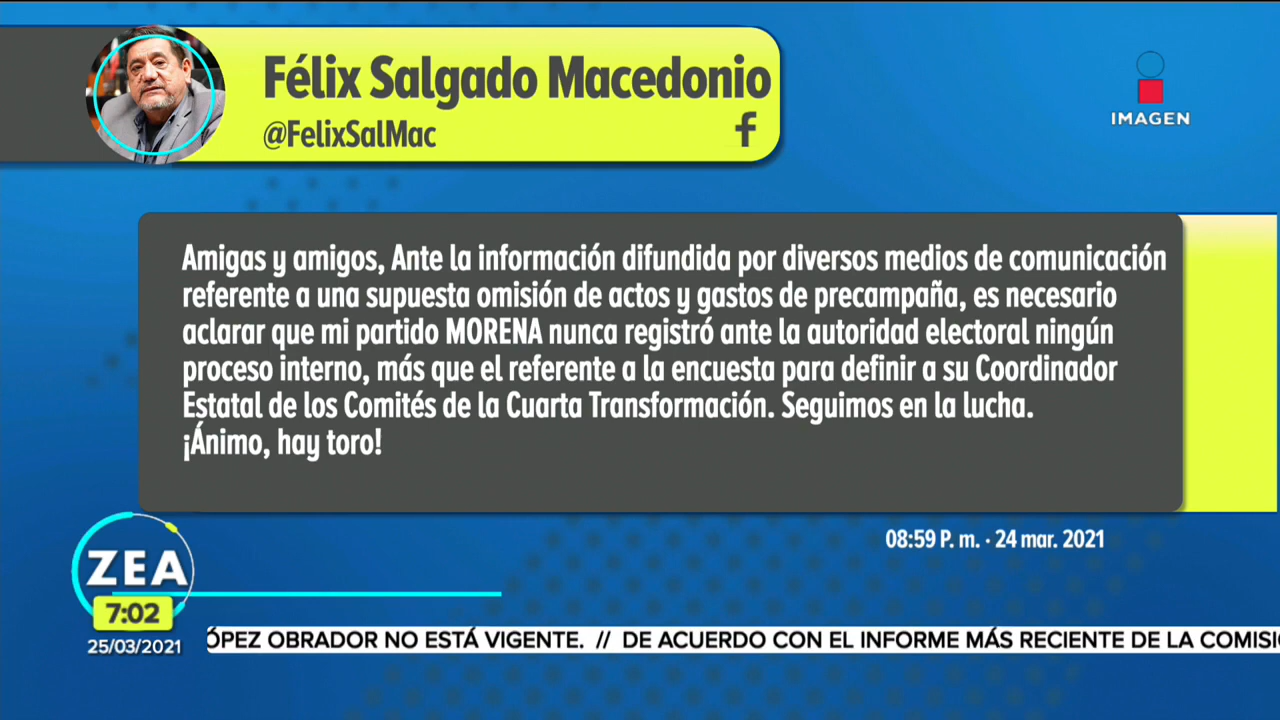 Félix Salgado Macedonio
@FelixSalMac
f
IMAGEN
Amigas y amigos, Ante la información difundida por diversos medios de comunicación
referente a una supuesta omisión de actos y gastos de precampaña, es necesario
aclarar que mi partido MORENA nunca registró ante la autoridad electoral ningún
proceso interno, más que el referente a la encuesta para definir a su Coordinador
Estatal de los Comités de la Cuarta Transformación. Seguimos en la lucha.
¡Ánimo, hay toro!
08:59 P. m. · 24 mar. 2021
ZEA
7:02
25/03/2021
ÓPEZ OBRADOR NO ESTÁ VIGENTE. // DE ACUERDO CON EL INFORME MÁS RECIENTE DE LA COMISI